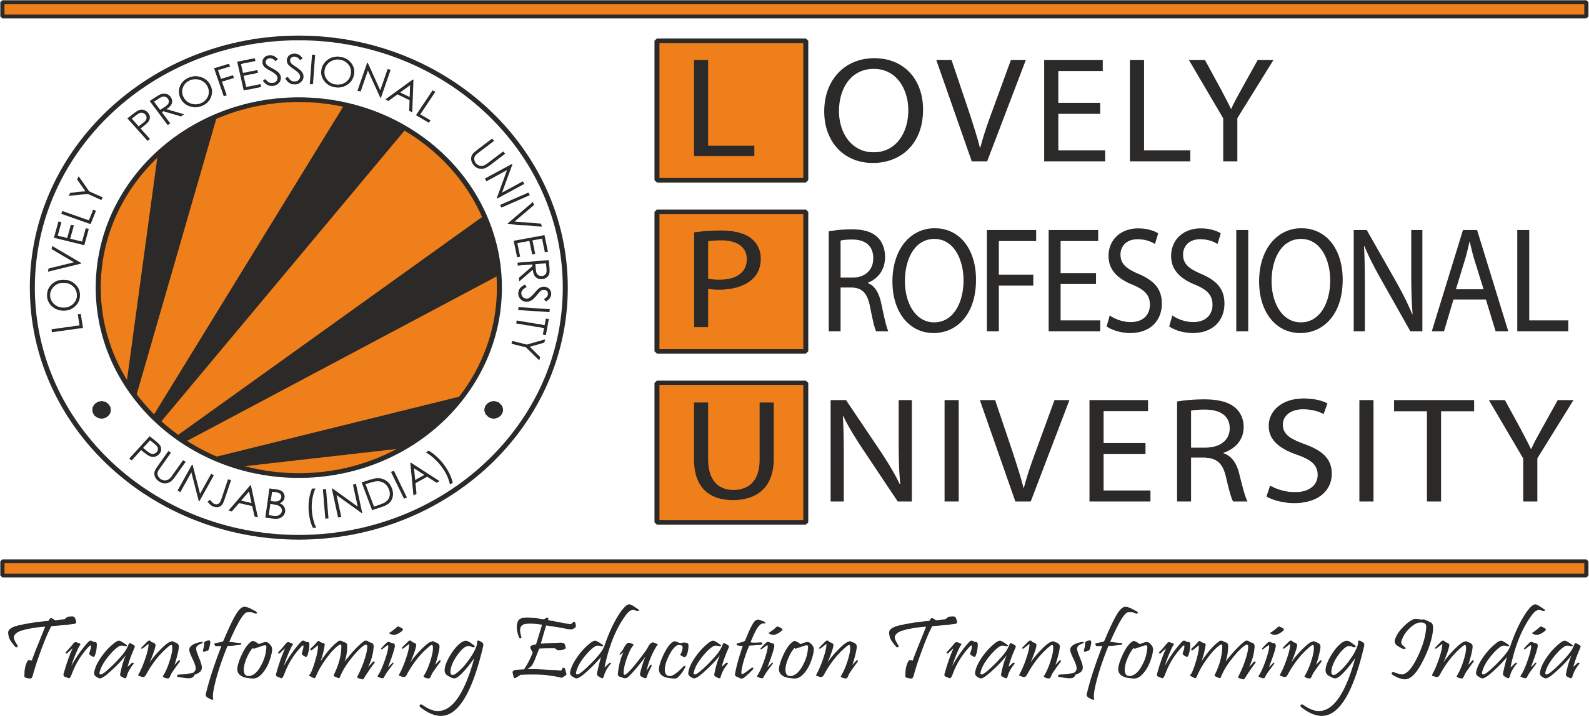 LOVELY PROFESSIONAL UNIVERSITY
• PUNJAB (INDIA) •
LOVELY
PROFESSIONAL
UNIVERSITY
Transforming Education Transforming India